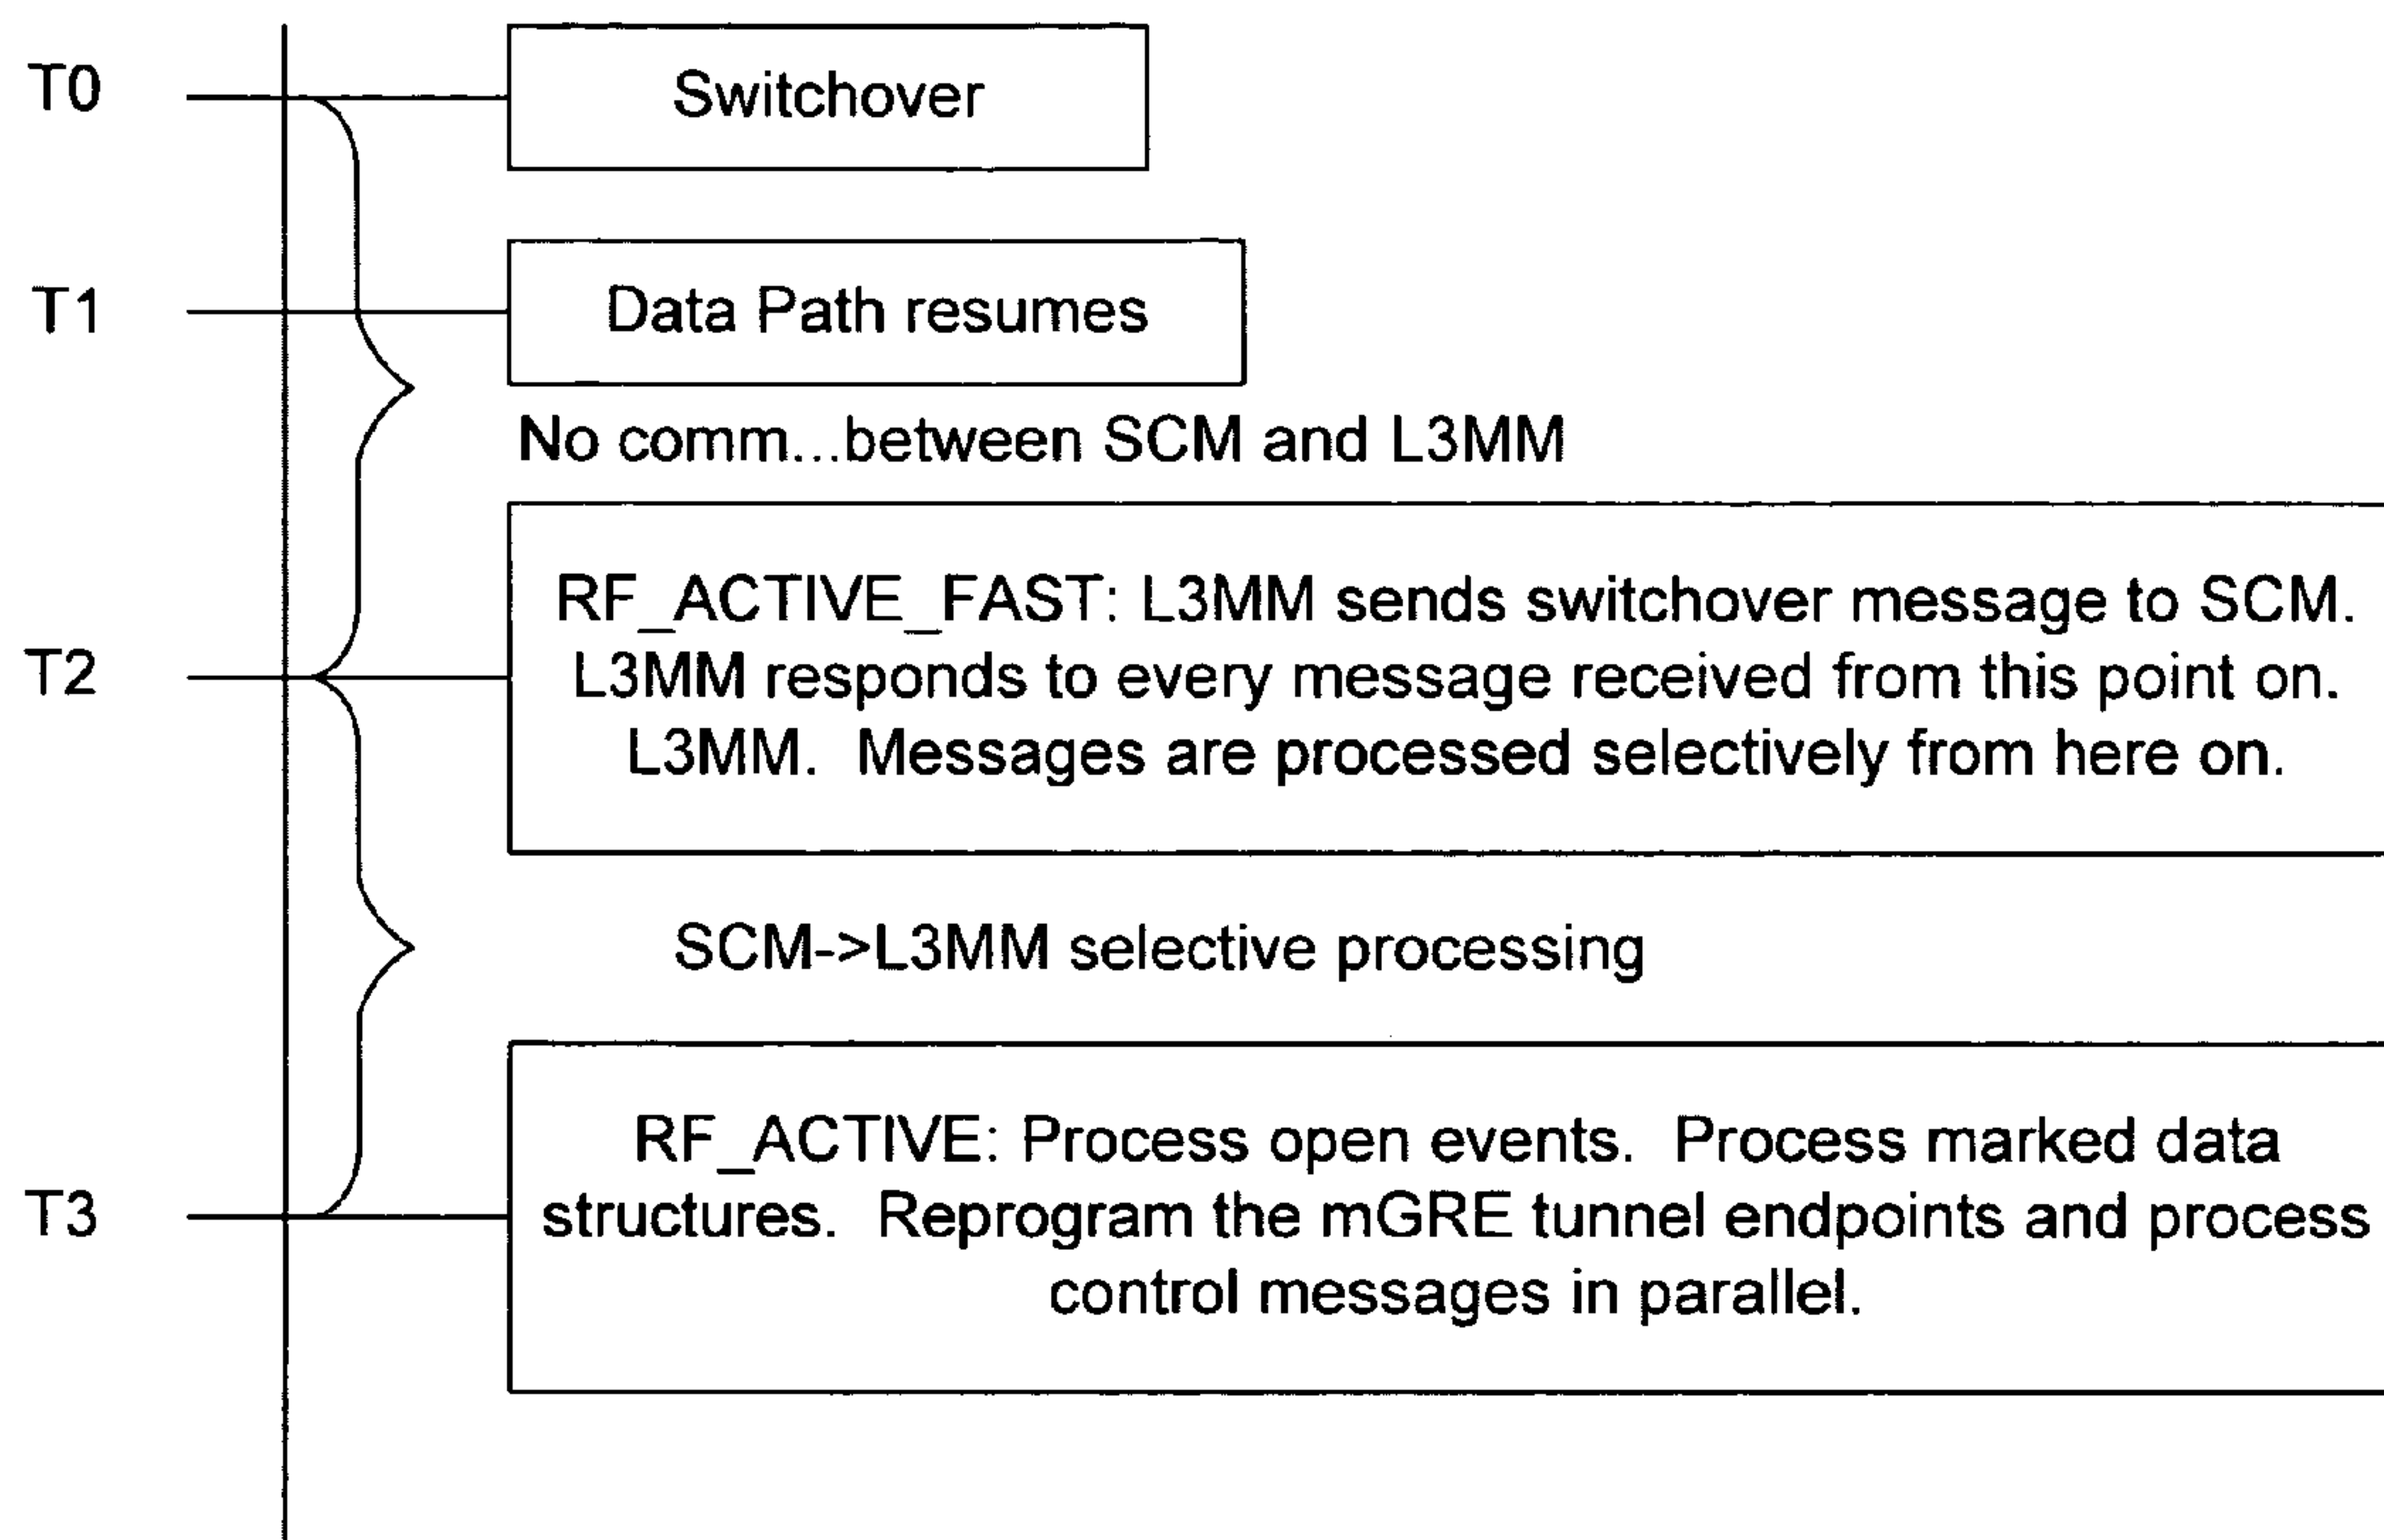 T0
Switchover
T1
Data Path resumes
No comm...between SCM and L3MM
RF_ACTIVE_FAST: L3MM sends switchover message to SCM.
T2
L3MM responds to every message received from this point on.
L3MM.  Messages are processed selectively from here on.
SCM->L3MM selective processing
RF_ACTIVE: Process open events.  Process marked data
T3
structures.  Reprogram the mGRE tunnel endpoints and process
control messages in parallel.